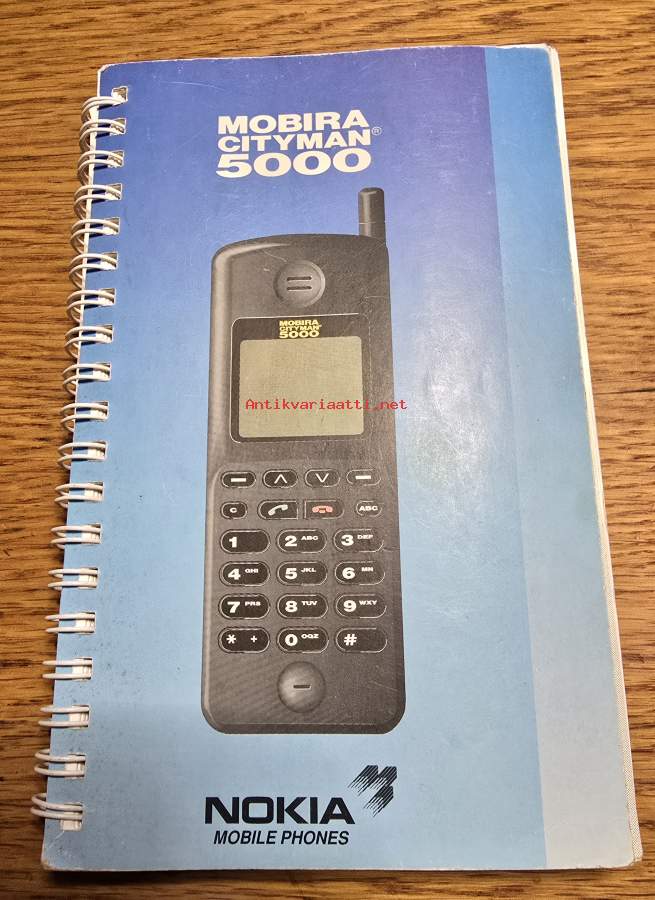 MOBIRA
CITYMAN®
5000
MOBIRA
CITYMAN®
5000
Antikvariaatti.net
C
ABC
1
2 ABC
3 DEF
4 GHI
5 JKL
6 MN
7 PRS
8 TUV
9 WXY
* +
0 OQZ
#
NOKIA
MOBILE PHONES